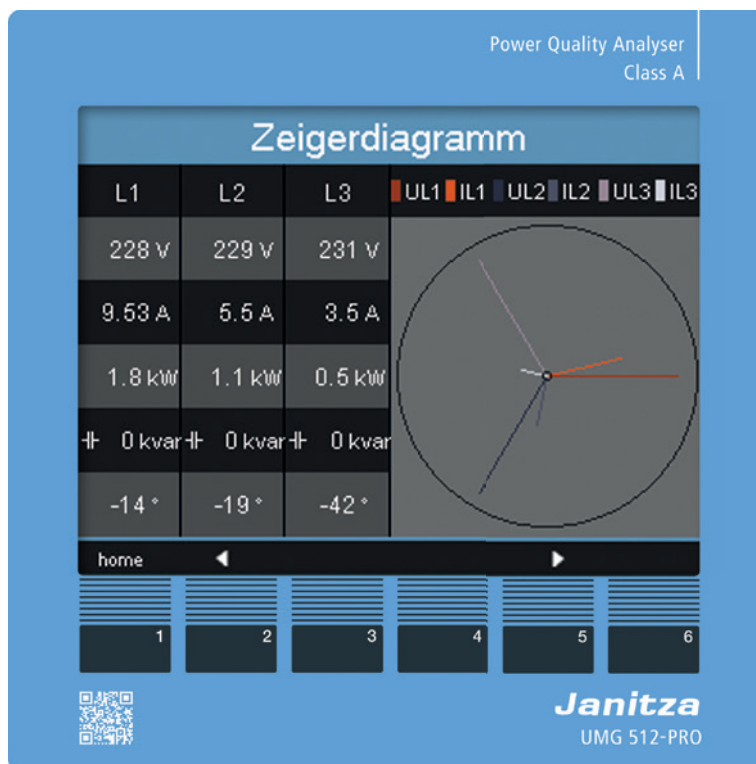 Power Quality Analyser
Class A
Zeigerdiagramm
L1 L2 L3 UL1 IL1 UL2 IL2 UL3 IL3
228 V 229 V 231 V
9.53 A 5.5 A 3.5 A
1.8 kW 1.1 kW 0.5 kW
0 kvar 0 kvar 0 kvar
-14 ° -19 ° -42 °
home
1 2 3 4 5 6
Janitza
UMG 512-PRO